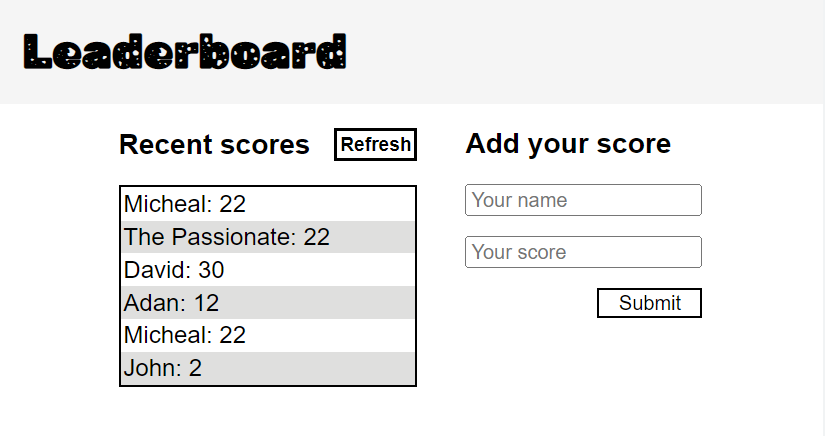 Leaderboard
Recent scores
Refresh
Micheal: 22
The Passionate: 22
David: 30
Adan: 12
Micheal: 22
John: 2
Add your score
Your name
Your score
Submit